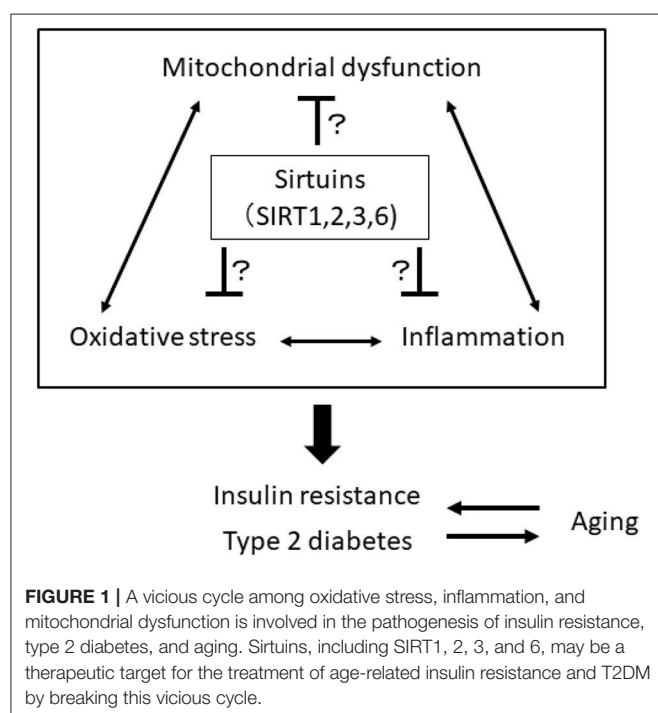 Mitochondrial dysfunction
?
Sirtuins
（SIRT1,2,3,6)
?
?
Oxidative stress
Inflammation
Insulin resistance
Type 2 diabetes
Aging
FIGURE 1 | A vicious cycle among oxidative stress, inflammation, and
mitochondrial dysfunction is involved in the pathogenesis of insulin resistance,
type 2 diabetes, and aging. Sirtuins, including SIRT1, 2, 3, and 6, may be a
therapeutic target for the treatment of age-related insulin resistance and T2DM
by breaking this vicious cycle.